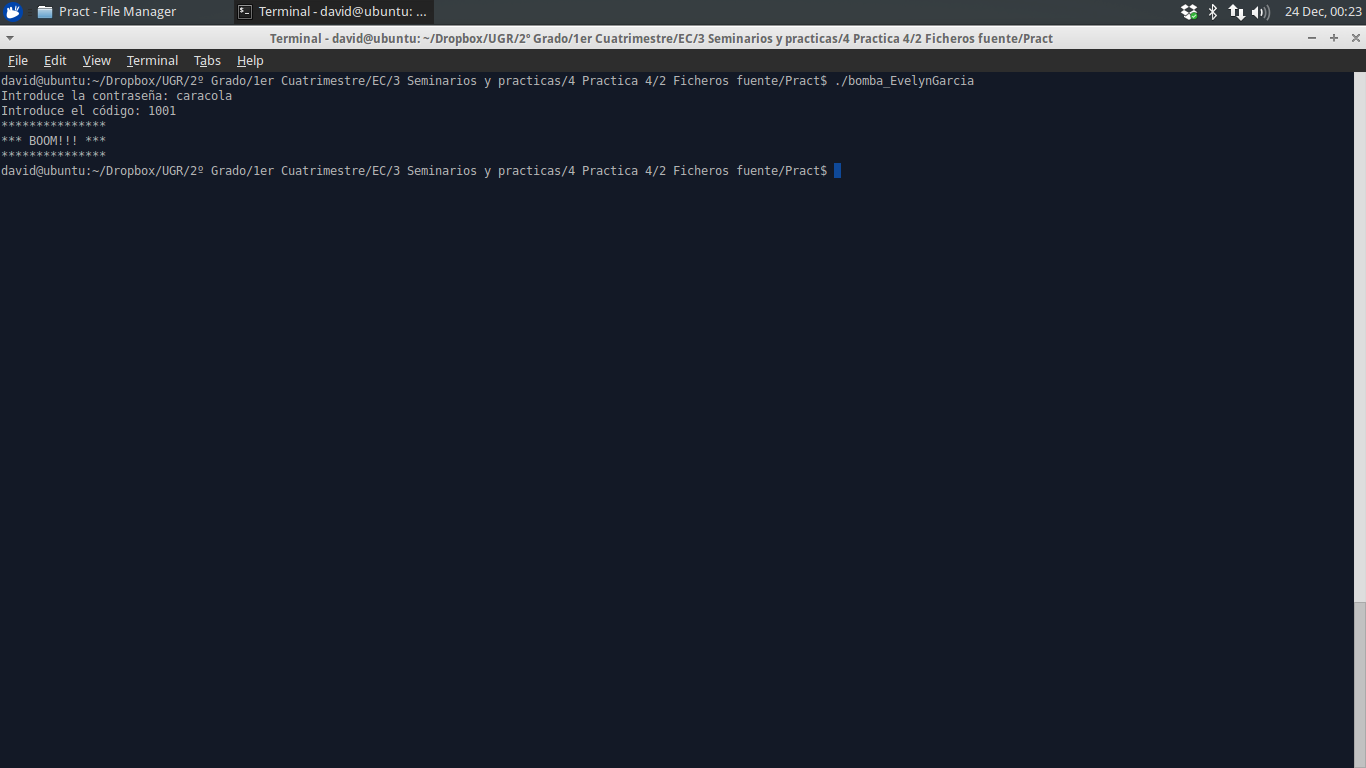 Pract - File Manager
Terminal - david@ubuntu: ...
24 Dec, 00:23
Terminal - david@ubuntu: ~/Dropbox/UGR/2º Grado/1er Cuatrimestre/EC/3 Seminarios y practicas/4 Practica 4/2 Ficheros fuente/Pract
File Edit View Terminal Tabs Help
david@ubuntu:~/Dropbox/UGR/2º Grado/1er Cuatrimestre/EC/3 Seminarios y practicas/4 Practica 4/2 Ficheros fuente/Pract$ ./bomba_EvelynGarcia
Introduce la contraseña: caracola
Introduce el código: 1001
***************
*** BOOM!!! ***
***************
david@ubuntu:~/Dropbox/UGR/2º Grado/1er Cuatrimestre/EC/3 Seminarios y practicas/4 Practica 4/2 Ficheros fuente/Pract$